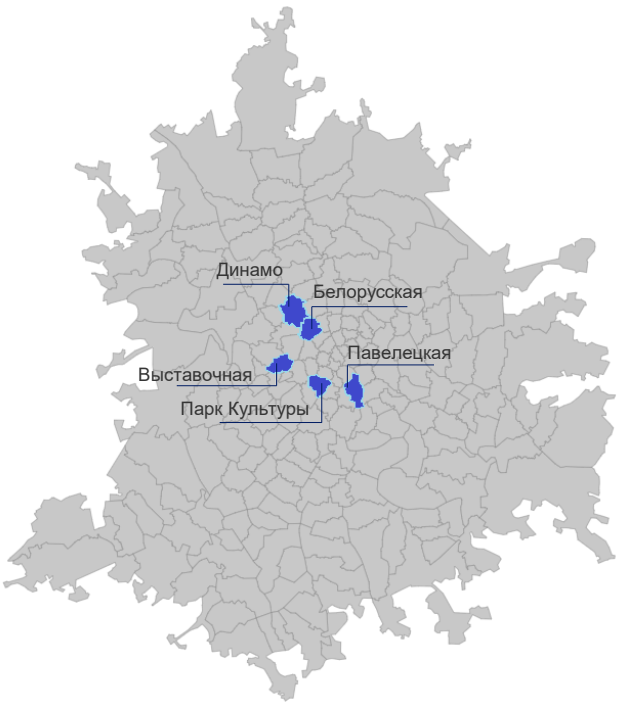 Динамо
Белорусская
Павелецкая
Выставочная
Парк Культуры